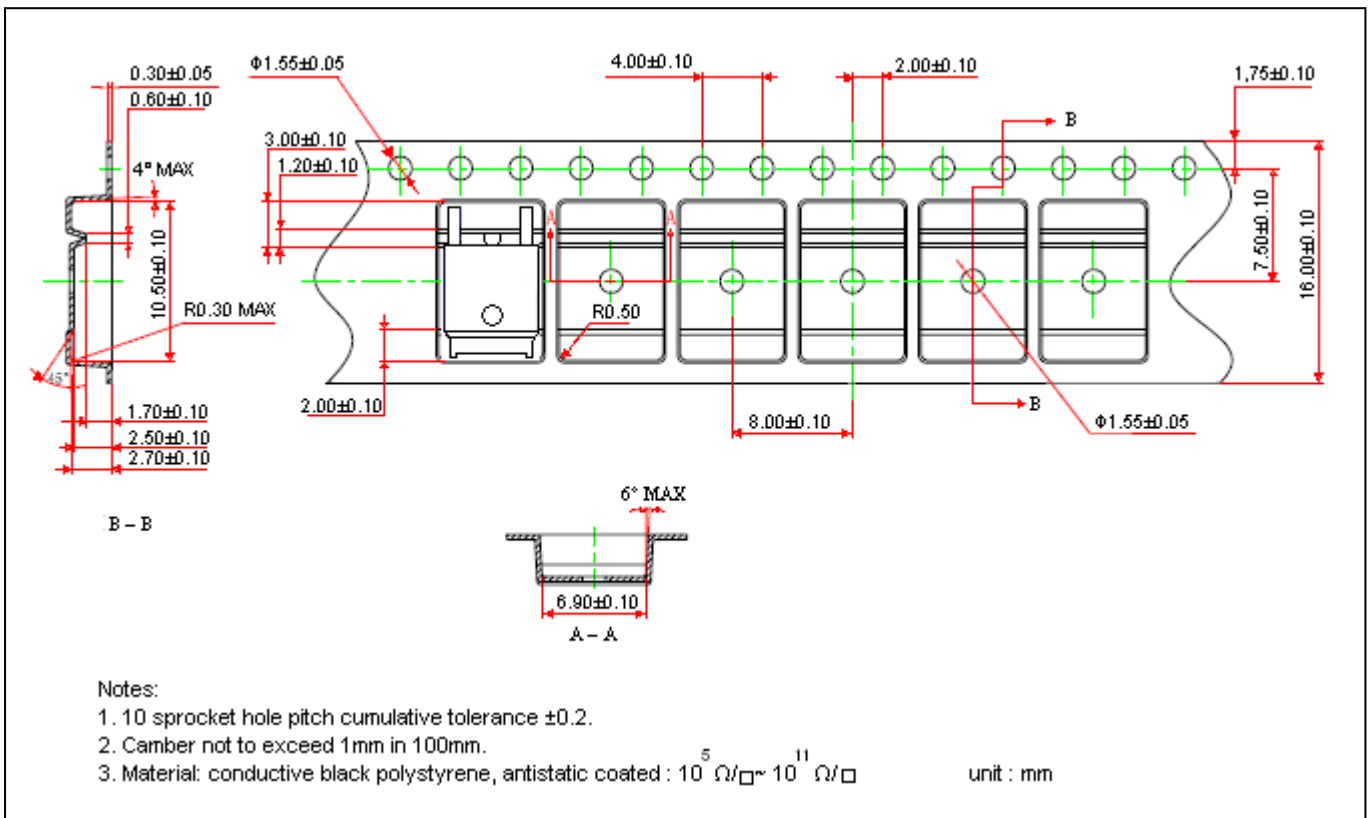 0.30±0.05
0.60±0.10
Φ1.55±0.05
4.00±0.10
2.00±0.10
1,75±0.10
3.00±0.10
1.20±0.10
4° MAX
10.50±0.10
R0.30 MAX
45°
1.70±0.10
2.50±0.10
2.70±0.10
B – B
B
A
A
R0.50
2.00±0.10
8.00±0.10
B
Φ1.55±0.05
7.50±0.10
16.00±0.10
6° MAX
6.90±0.10
A – A
Notes:
1. 10 sprocket hole pitch cumulative tolerance ±0.2.
2. Camber not to exceed 1mm in 100mm.
3. Material: conductive black polystyrene, antistatic coated : 10⁵ Ω/□~ 10¹¹ Ω/□ unit : mm